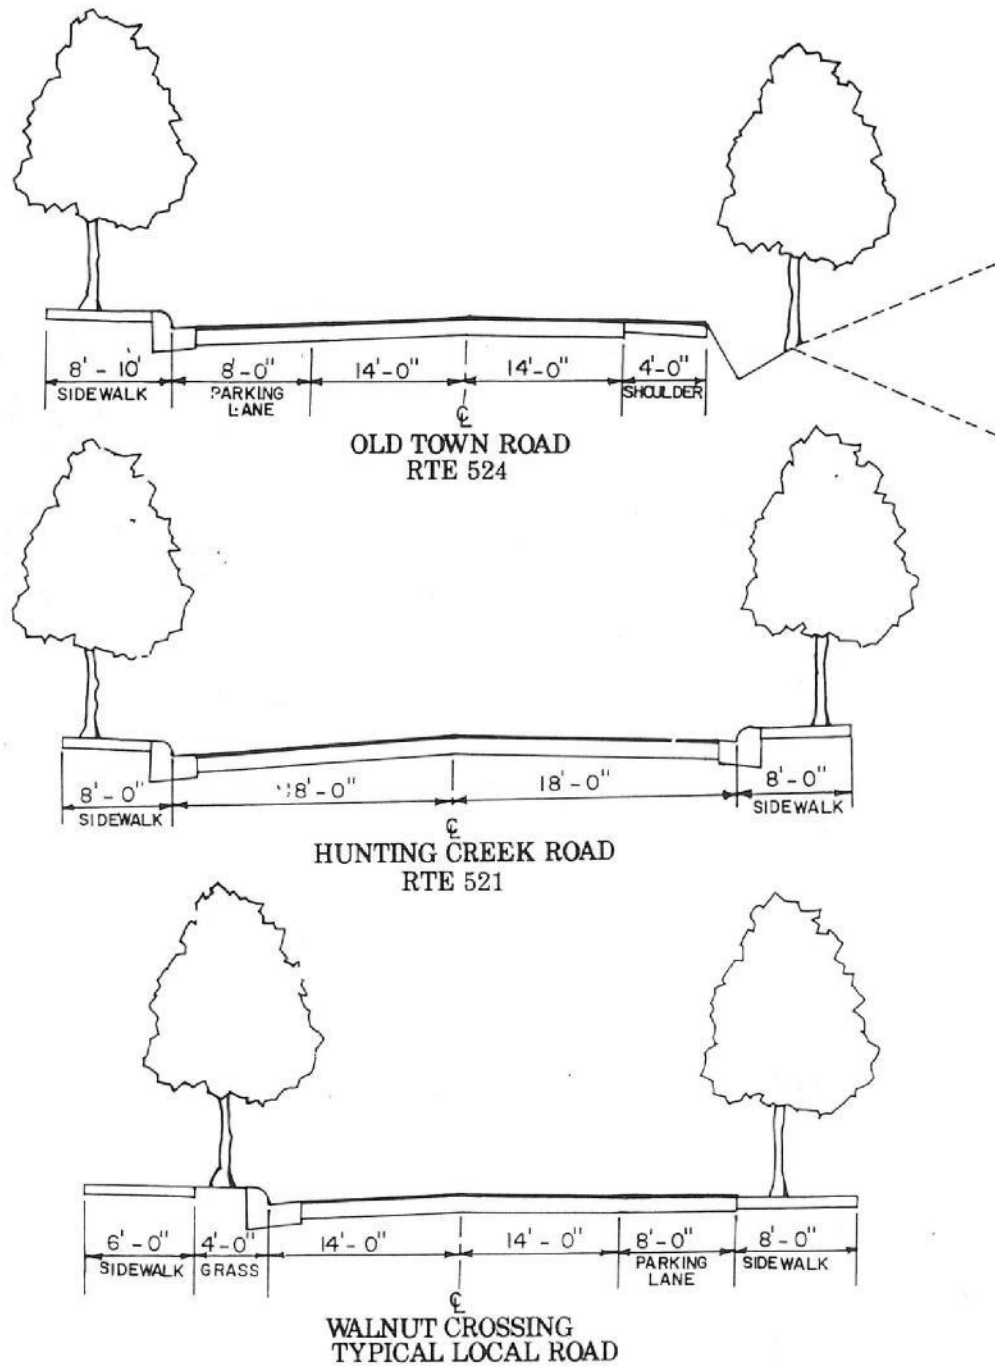 8' - 10' 8'-0" 14'-0" 14'-0" 4'-0"
SIDEWALK PARKING LANE SHOULDER
℄
OLD TOWN ROAD
RTE 524
8'-0" 18'-0" 18'-0" 8'-0"
SIDEWALK SIDEWALK
℄
HUNTING CREEK ROAD
RTE 521
6'-0" 4'-0" 14'-0" 14'-0" 8'-0" 8'-0"
SIDEWALK GRASS PARKING LANE SIDEWALK
℄
WALNUT CROSSING
TYPICAL LOCAL ROAD